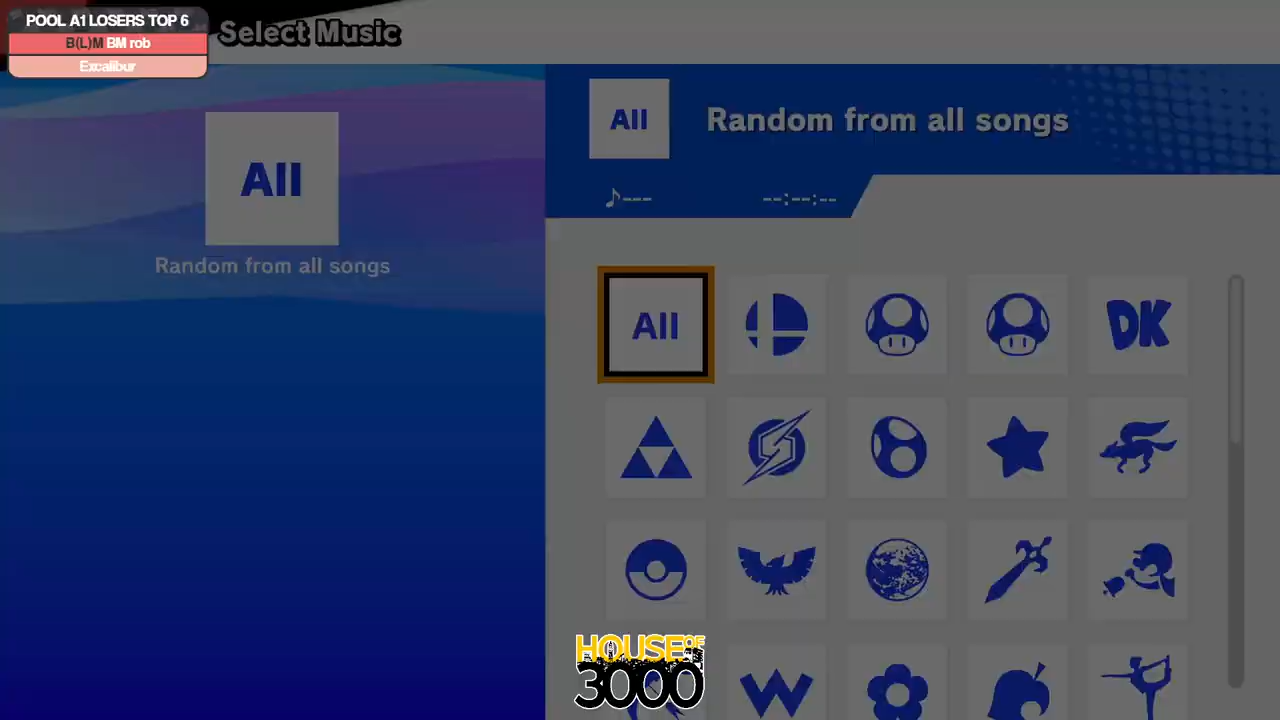 POOL A1 LOSERS TOP 6
B(L)M BM rob
Excalibur
Select Music
All
Random from all songs
All
Random from all songs
--:--:--
All
DK
HOUSE OF
3000